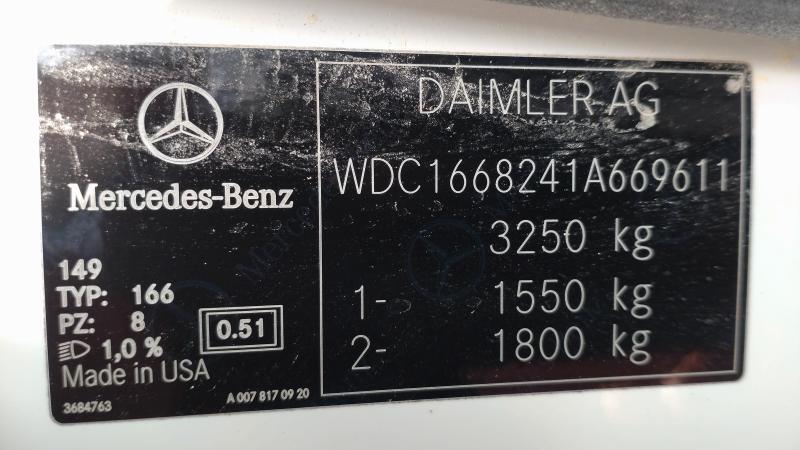 Mercedes-Benz
149
TYP: 166
PZ: 8
1,0 %
0.51
Made in USA
3684763
A 007 817 09 20
DAIMLER AG
WDC1668241A669611
3250 kg
1- 1550 kg
2- 1800 kg